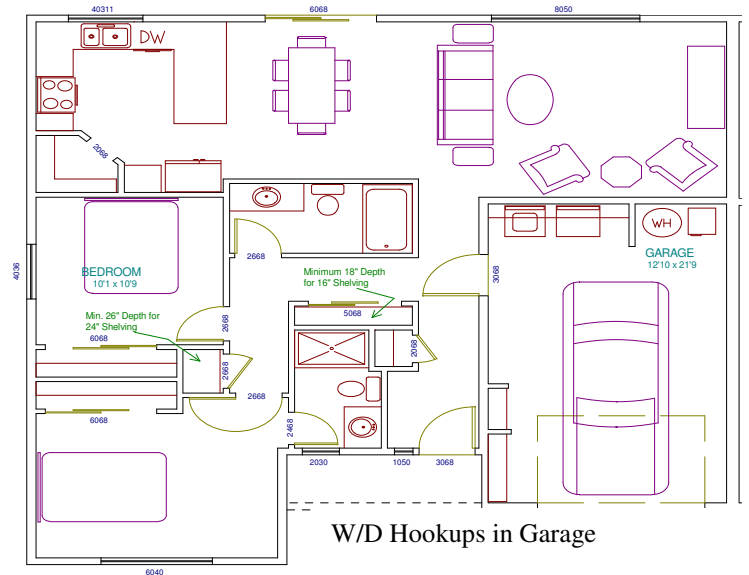 40311
6068
8050
DW
2068
2668
WH
GARAGE
12'10 x 21'9
4036
BEDROOM
10'1 x 10'9
Minimum 18" Depth
for 16" Shelving
3068
Min. 26" Depth for
24" Shelving
2668
5068
6068
2068
2668
2668
6068
2468
2030
1050
3068
W/D Hookups in Garage
6040